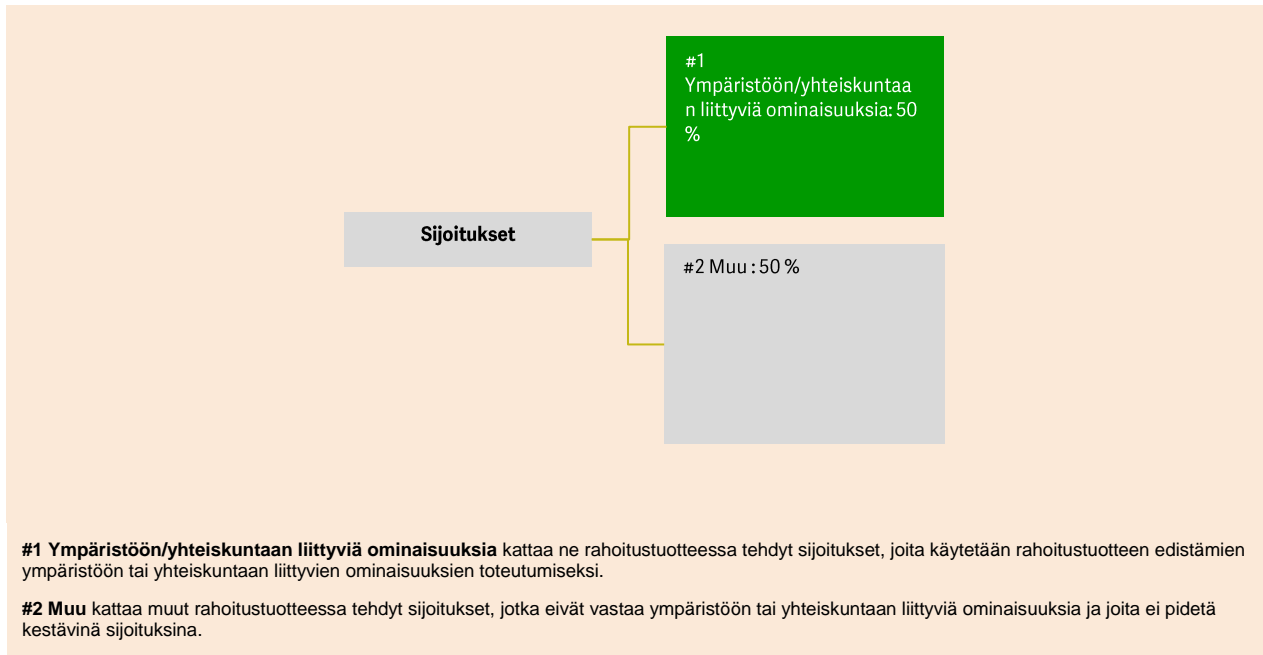 #1
Ympäristöön/yhteiskuntaa
n liittyviä ominaisuuksia: 50
%
Sijoitukset
#2 Muu : 50 %
#1 Ympäristöön/yhteiskuntaan liittyviä ominaisuuksia kattaa ne rahoitustuotteessa tehdyt sijoitukset, joita käytetään rahoitustuotteen edistämien
ympäristöön tai yhteiskuntaan liittyvien ominaisuuksien toteutumiseksi.
#2 Muu kattaa muut rahoitustuotteessa tehdyt sijoitukset, jotka eivät vastaa ympäristöön tai yhteiskuntaan liittyviä ominaisuuksia ja joita ei pidetä
kestävinä sijoituksina.